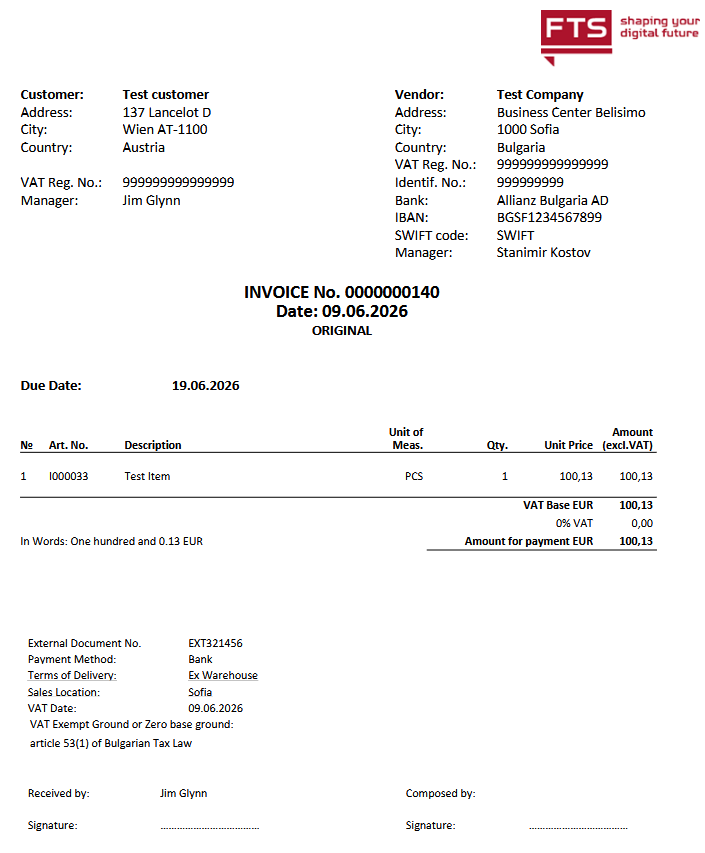 FTS shaping your
digital future
Customer: Test customer
Address: 137 Lancelot D
City: Wien AT-1100
Country: Austria
VAT Reg. No.: 999999999999999
Manager: Jim Glynn
Vendor: Test Company
Address: Business Center Belisimo
City: 1000 Sofia
Country: Bulgaria
VAT Reg. No.: 999999999999999
Identif. No.: 999999999
Bank: Allianz Bulgaria AD
IBAN: BGSF1234567899
SWIFT code: SWIFT
Manager: Stanimir Kostov
INVOICE No. 0000000140
Date: 09.06.2026
ORIGINAL
Due Date: 19.06.2026
№ Art. No. Description Unit of Meas. Qty. Unit Price Amount (excl.VAT)
1 I000033 Test Item PCS 1 100,13 100,13
VAT Base EUR 100,13
0% VAT 0,00
In Words: One hundred and 0.13 EUR Amount for payment EUR 100,13
External Document No. EXT321456
Payment Method: Bank
Terms of Delivery: Ex Warehouse
Sales Location: Sofia
VAT Date: 09.06.2026
VAT Exempt Ground or Zero base ground:
article 53(1) of Bulgarian Tax Law
Received by: Jim Glynn Composed by:
Signature: .................................... Signature: ....................................